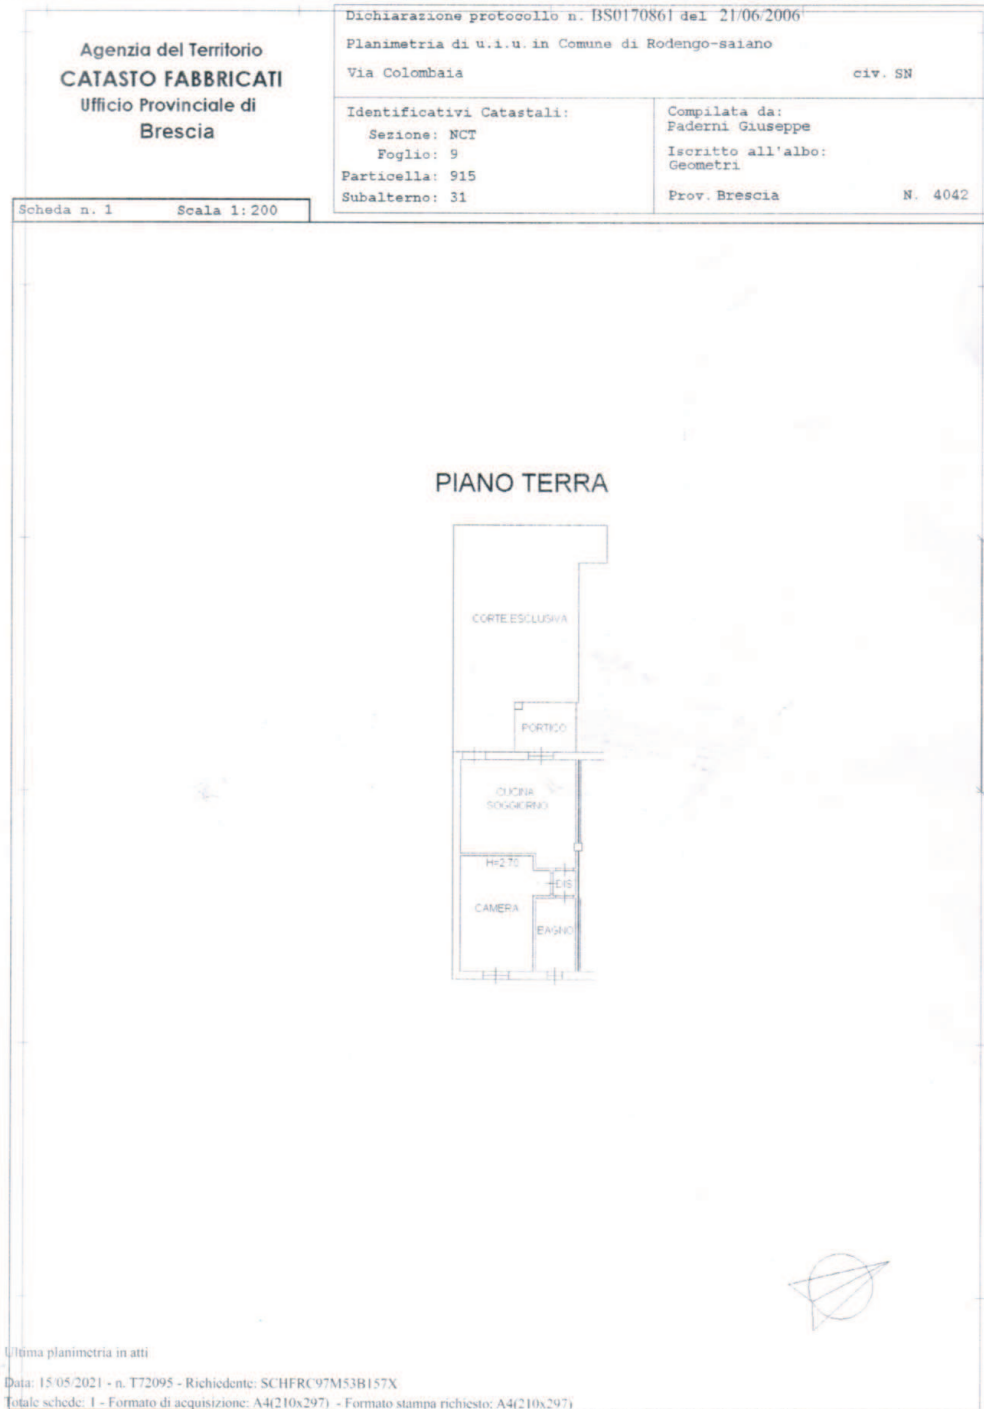 Agenzia del Territorio
CATASTO FABBRICATI
Ufficio Provinciale di
Brescia
Dichiarazione protocollo n. BS0170861 del 21/06/2006
Planimetria di u.i.u. in Comune di Rodengo-saiano
Via Colombaia civ. SN
Identificativi Catastali:
Sezione: NCT
Foglio: 9
Particella: 915
Subalterno: 31
Compilata da:
Paderni Giuseppe
Iscritto all'albo:
Geometri
Prov. Brescia N. 4042
Scheda n. 1 Scala 1:200
PIANO TERRA
CORTE ESCLUSIVA
PORTICO
CUCINA
SOGGIORNO
H=2.70
DIS
CAMERA
BAGNO
Ultima planimetria in atti
Data: 15/05/2021 - n. T72095 - Richiedente: SCHFRC97M53B157X
Totale schede: 1 - Formato di acquisizione: A4(210x297) - Formato stampa richiesto: A4(210x297)